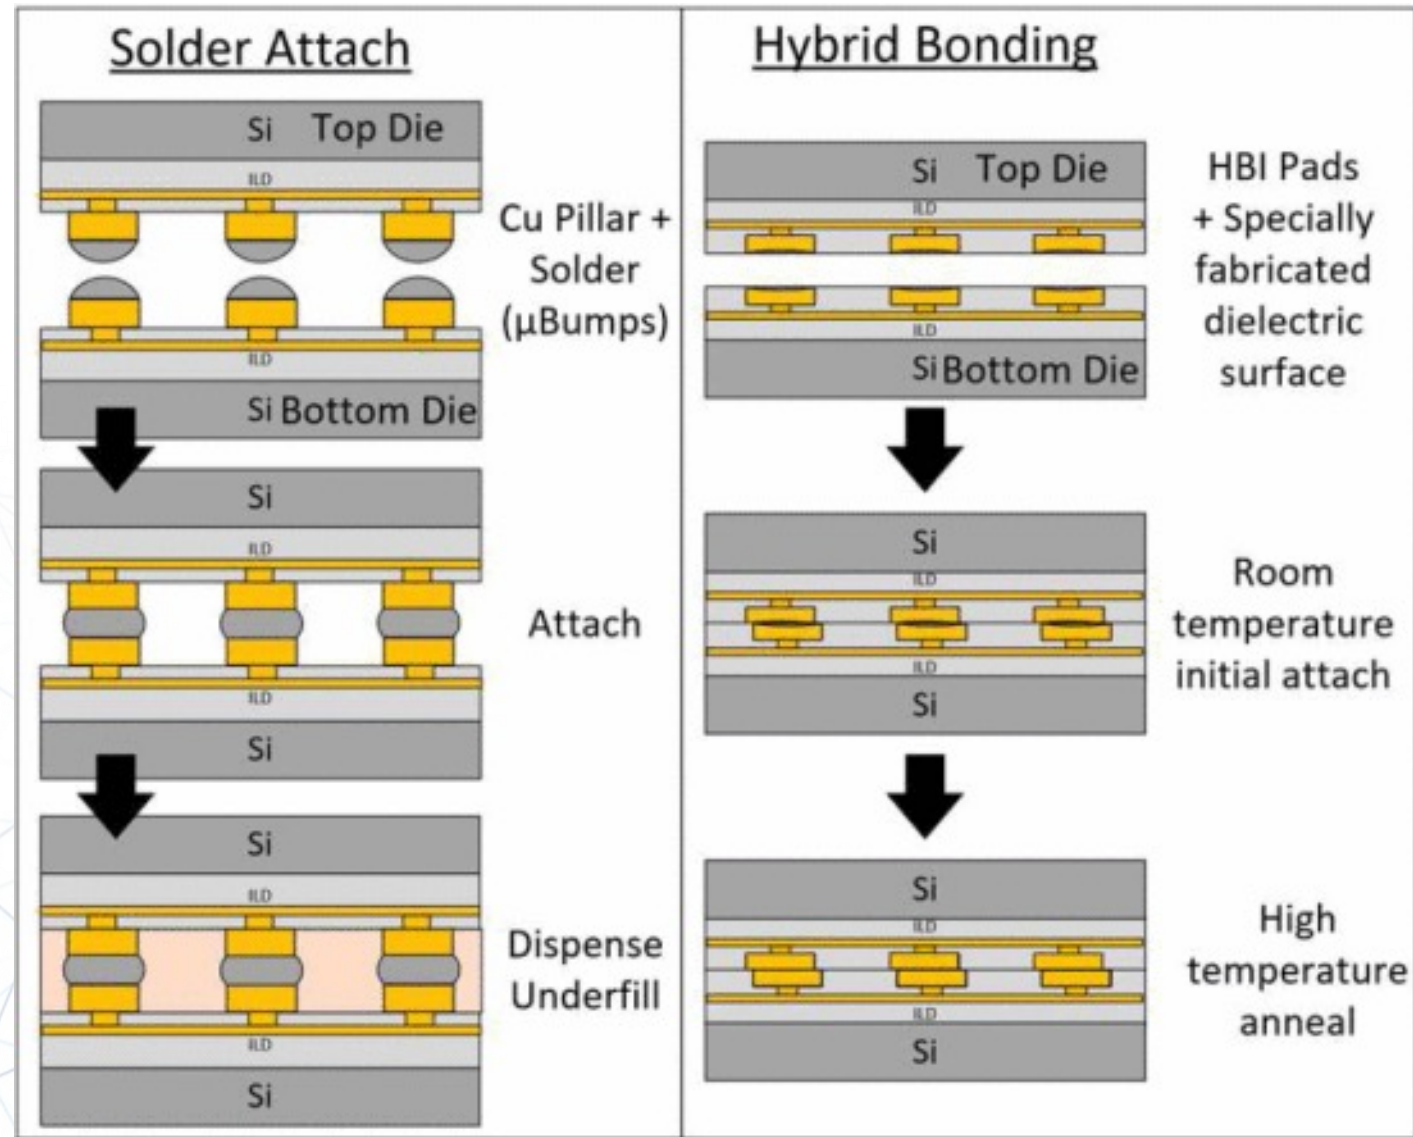 Solder Attach
Si Top Die
ILD
Cu Pillar +
Solder
(µBumps)
ILD
Si Bottom Die
Si
ILD
Attach
ILD
Si
Si
ILD
Dispense
Underfill
ILD
Si
Hybrid Bonding
Si Top Die
ILD
HBI Pads
+ Specially
fabricated
dielectric
surface
ILD
Si Bottom Die
Si
ILD
Room
temperature
initial attach
ILD
Si
Si
ILD
High
temperature
anneal
ILD
Si